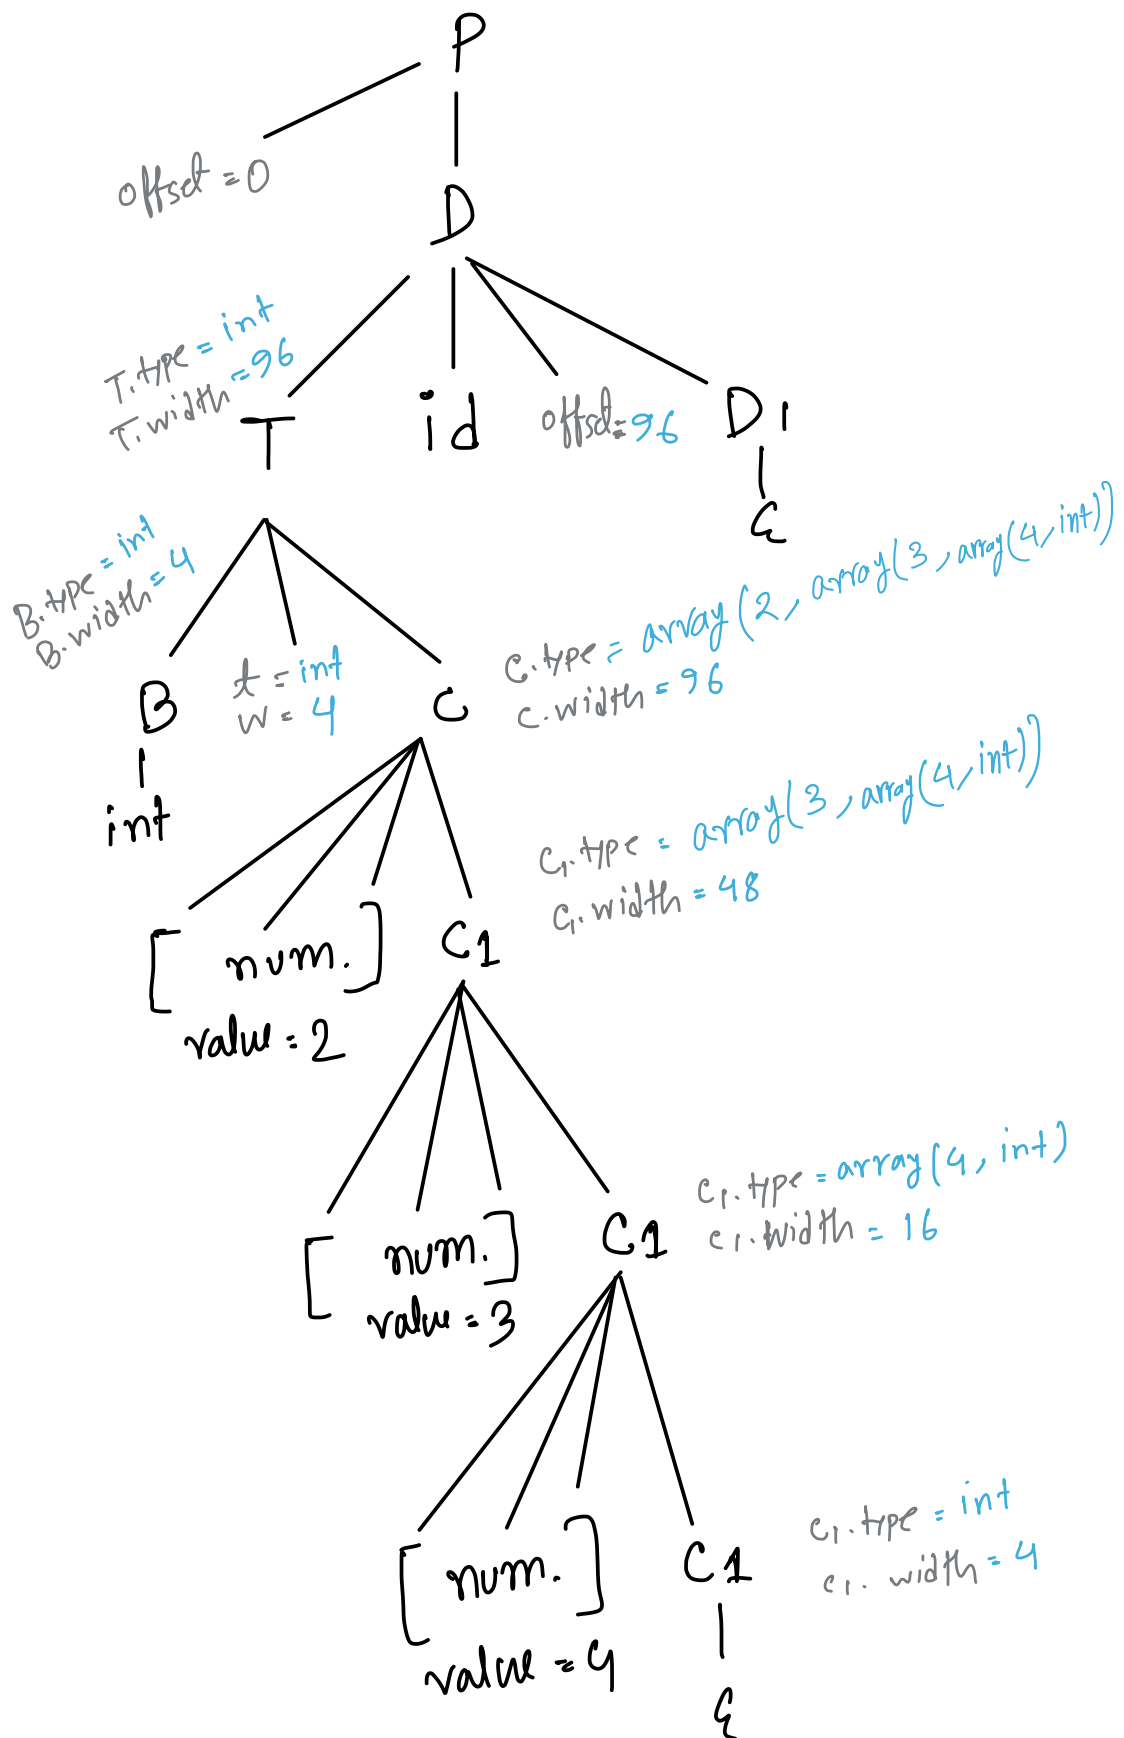 P
offset = 0
D
T.type = int
T.width = 96
T
id
offset = 96
D1
ε
B.type = int
B.width = 4
B
t = int
w = 4
C
C.type = array(2, array(3, array(4, int))
C.width = 96
int
C1.type = array(3, array(4, int))
C1.width = 48
[ num. ]
C1
value = 2
C1.type = array(4, int)
C1.width = 16
[ num. ]
C1
value = 3
C1.type = int
C1. width = 4
[ num. ]
C1
value = 4
ε